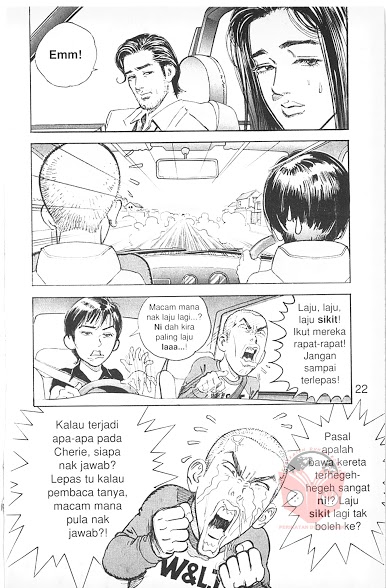 Emm!
Macam mana
nak laju lagi...?
Ni dah kira
paling laju
laaa...!
Laju, laju,
laju sikit!
Ikut mereka
rapat-rapat!
Jangan
sampai
terlepas!
22
Kalau terjadi
apa-apa pada
Cherie, siapa
nak jawab?
Lepas tu kalau
pembaca tanya,
macam mana
pula nak
jawab?!
Pasal
apalah
bawa kereta
terhegeh-
hegeh sangat
ni!? Laju
sikit lagi tak
boleh ke?
W&L